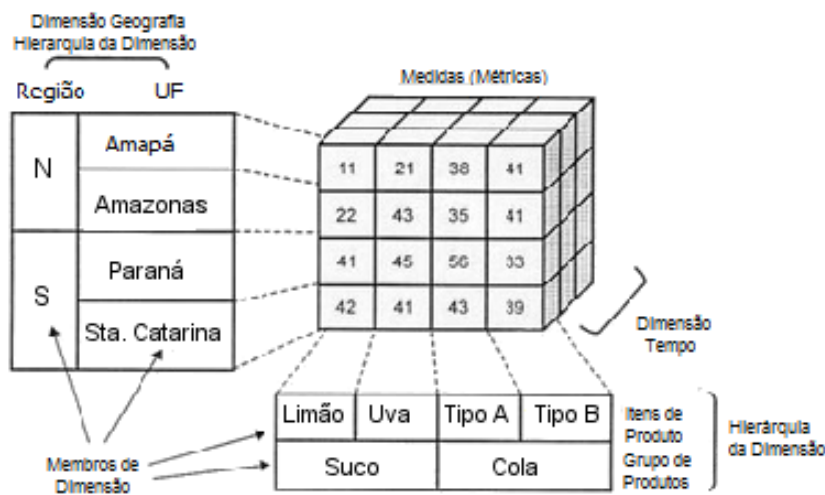 Dimensão Geografia
Hierarquia da Dimensão
Região UF
Medidas (Métricas)
N
Amapá
Amazonas
S
Paraná
Sta. Catarina
11 21 38 41
22 43 35 41
41 45 56 33
42 41 43 39
Dimensão
Tempo
Limão Uva Tipo A Tipo B
Suco Cola
Itens de
Produto
Grupo de
Produtos
Hierárquia
da Dimensão
Membros de
Dimensão